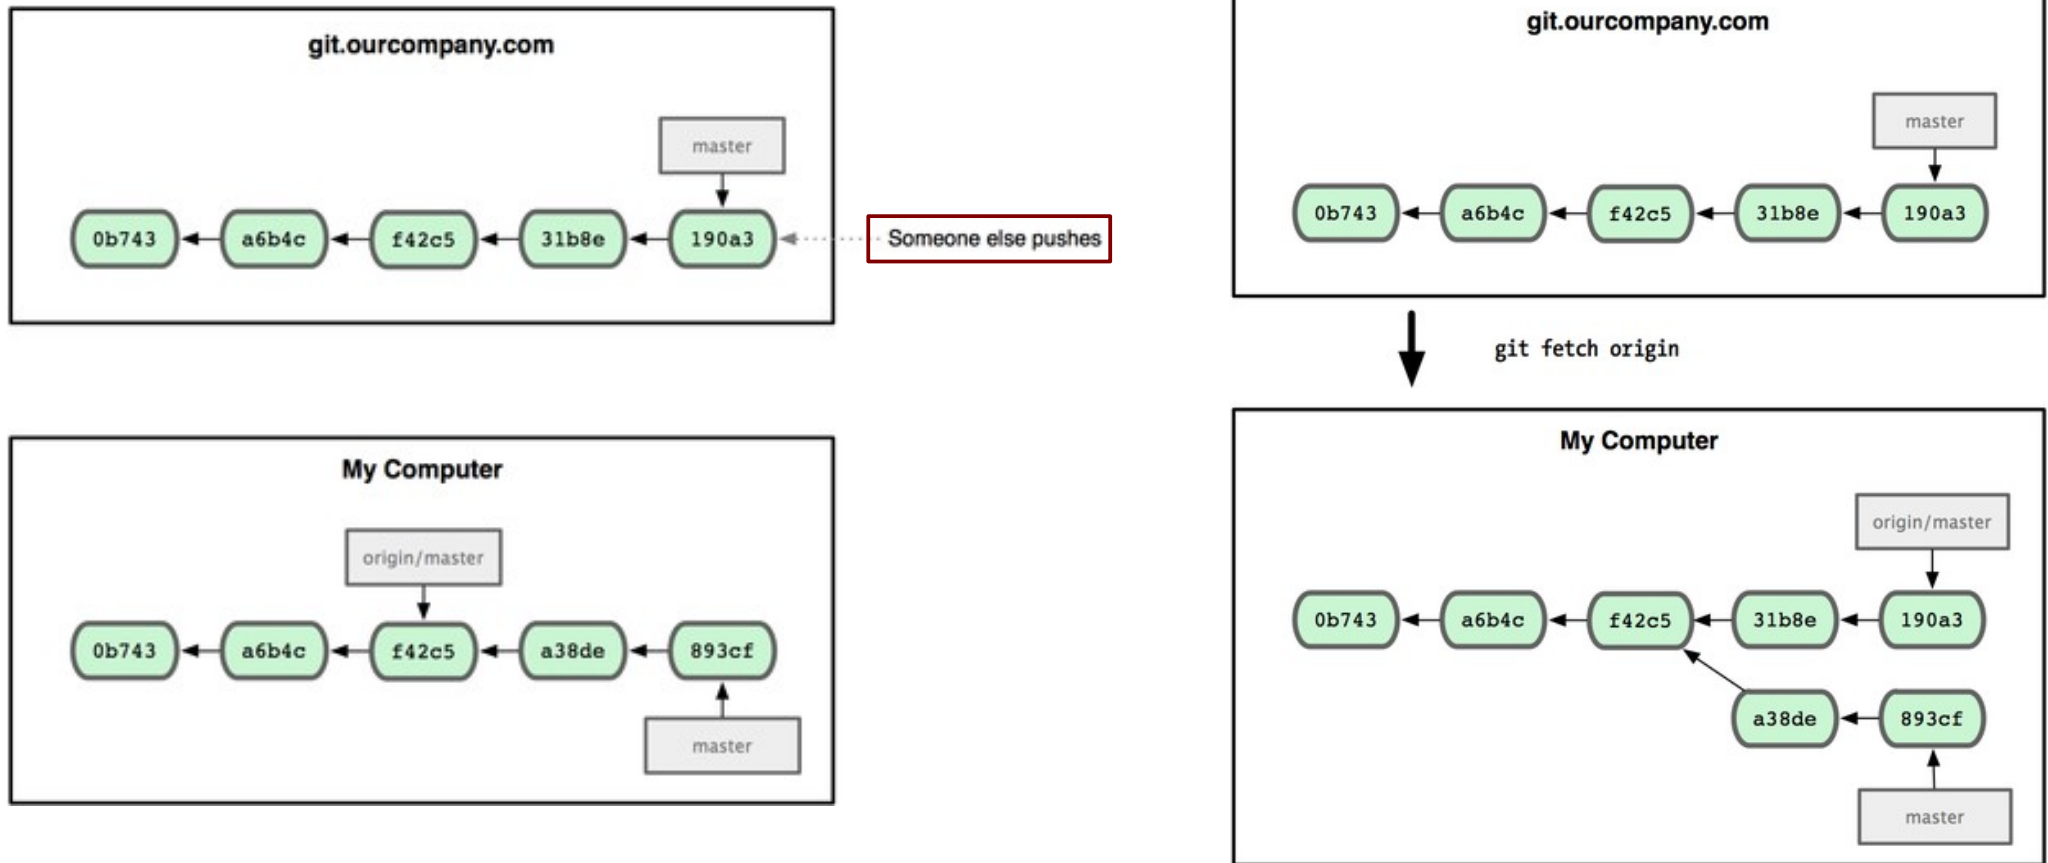 git.ourcompany.com
master
0b743 a6b4c f42c5 31b8e 190a3 Someone else pushes
My Computer
origin/master
0b743 a6b4c f42c5 a38de 893cf
master
git.ourcompany.com
master
0b743 a6b4c f42c5 31b8e 190a3
git fetch origin
My Computer
origin/master
0b743 a6b4c f42c5 31b8e 190a3
a38de 893cf
master